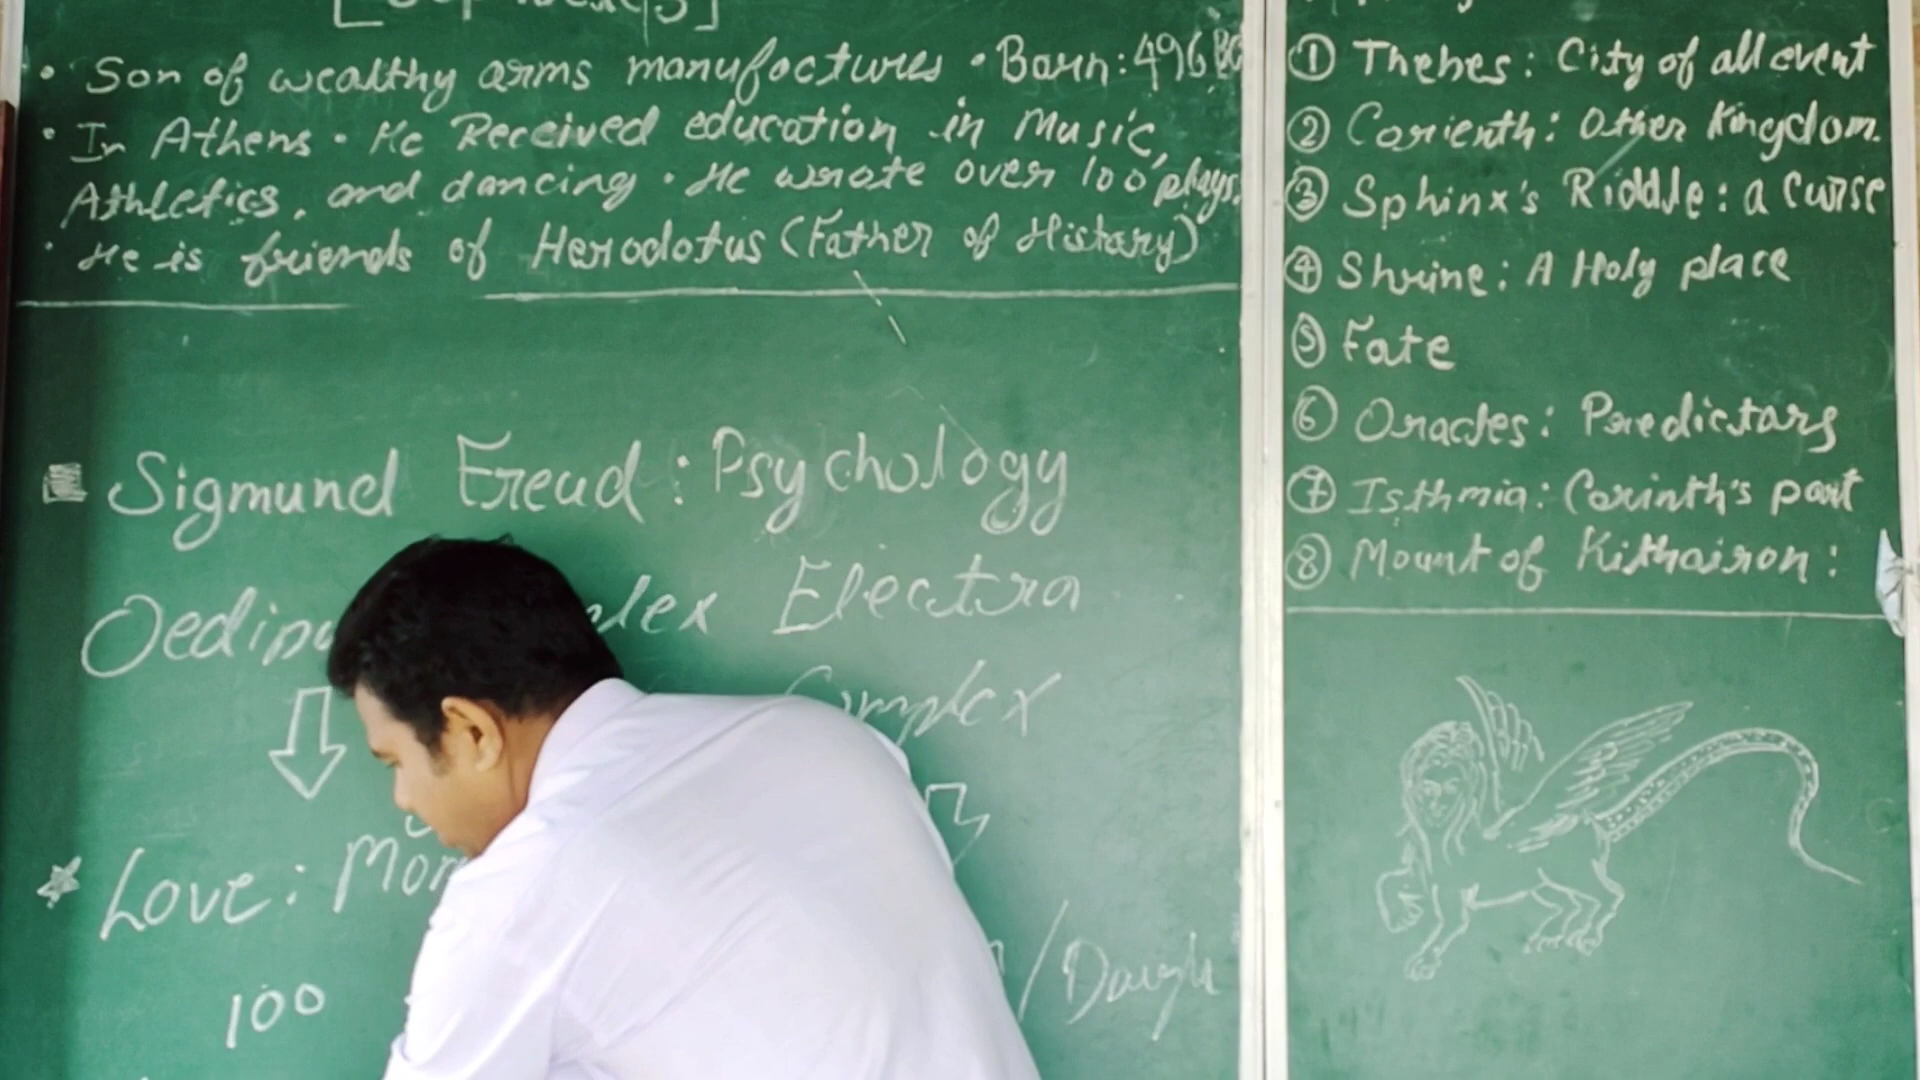 • Son of wealthy arms manufactures • Born: 496 BC
• In Athens • He Received education in Music,
Athletics, and dancing • He wrote over 100 plays.
• He is friends of Herodotus (Father of History)
Sigmund Freud: Psychology
Electra
Complex
Love:
100
① Thebes: City of all event
② Corienth: Other Kingdom.
③ Sphinx's Riddle: a curse
④ Shrine: A Holy place
⑤ Fate
⑥ Oracles: Predictors
⑦ Isthmia: Corinth's part
⑧ Mount of Kithairon: